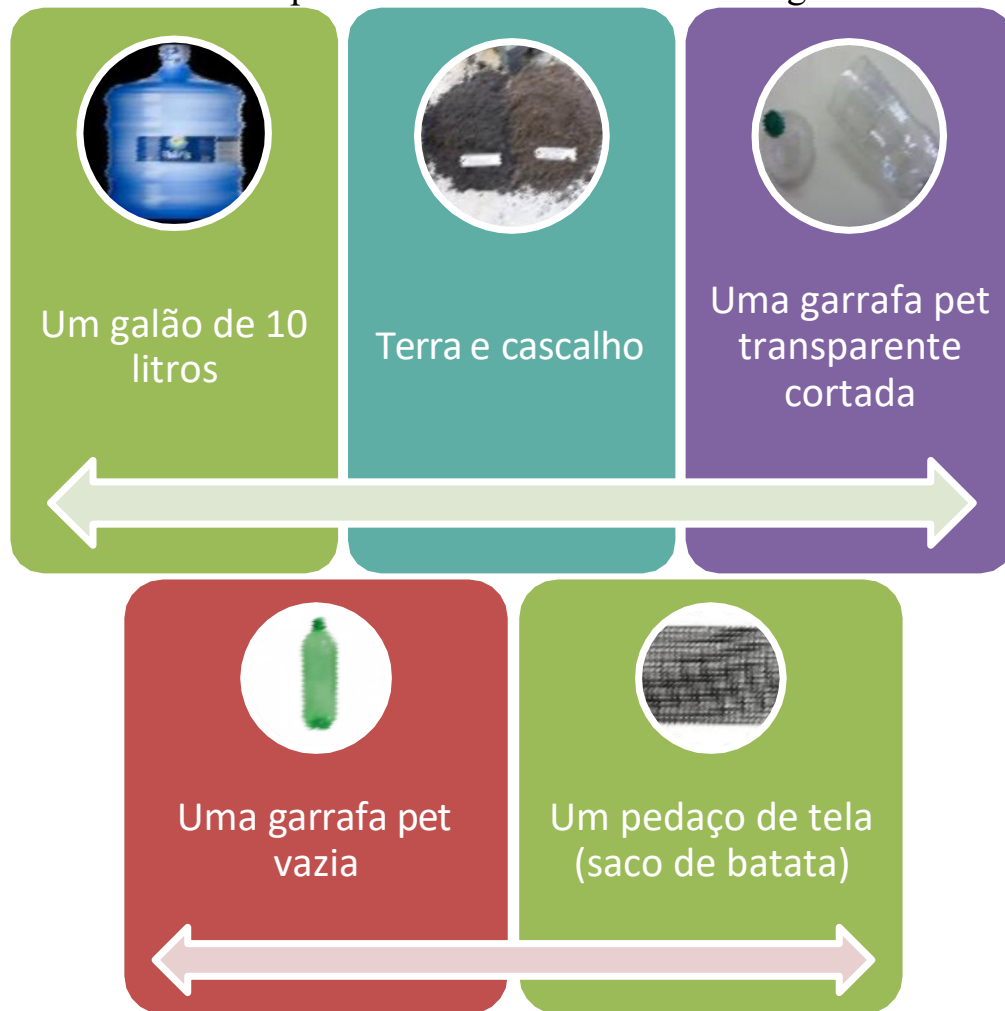 Um galão de 10
litros
Terra e cascalho
Uma garrafa pet
transparente
cortada
Uma garrafa pet
vazia
Um pedaço de tela
(saco de batata)